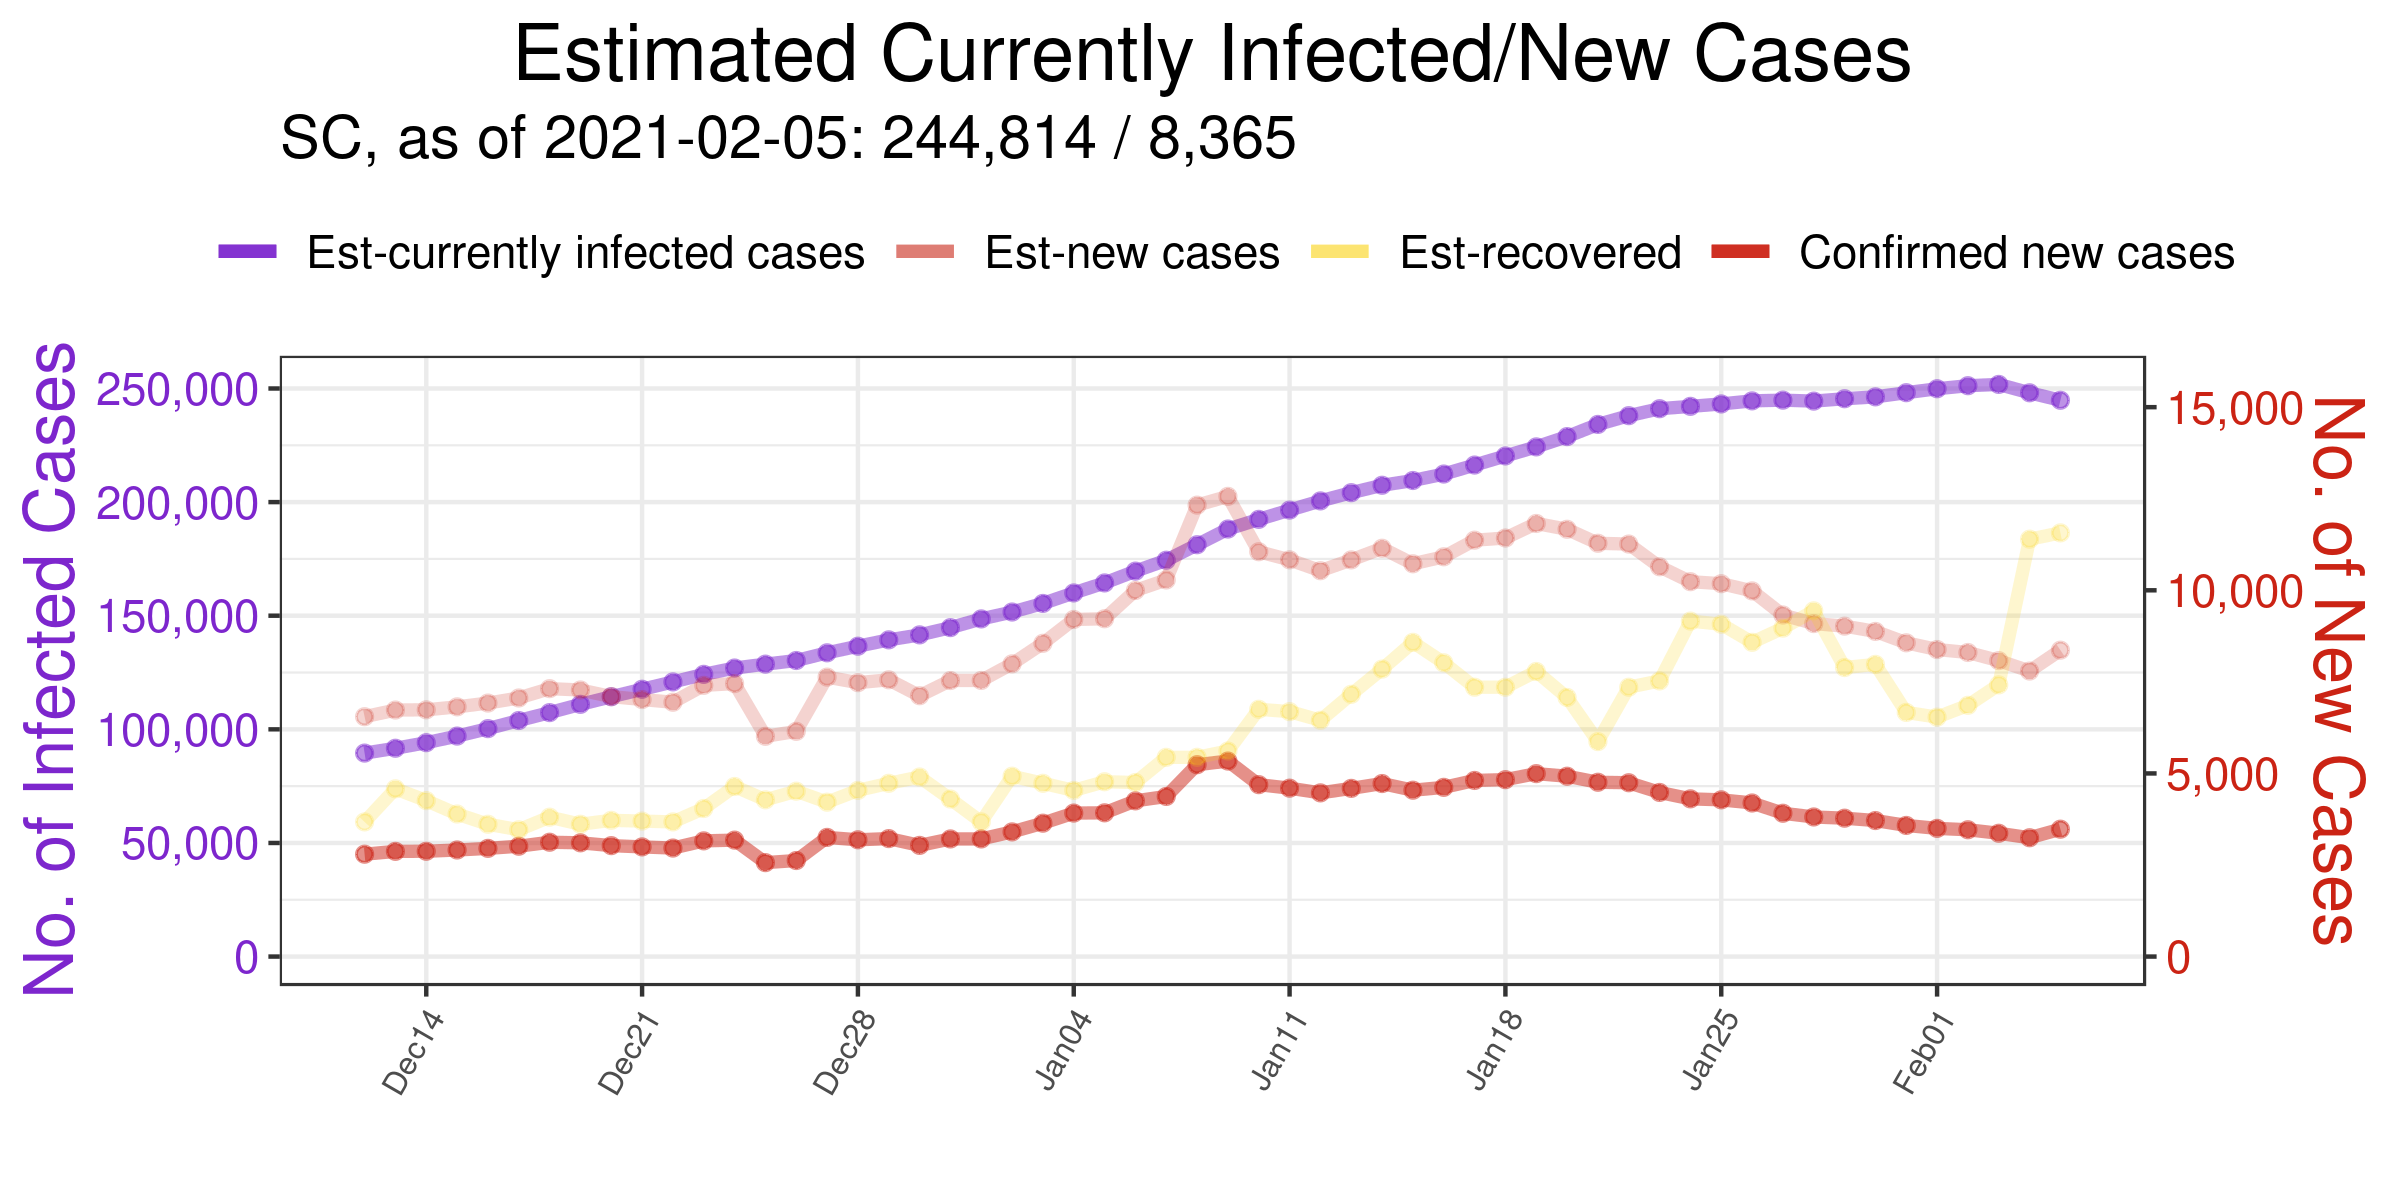 Estimated Currently Infected/New Cases
SC, as of 2021-02-05: 244,814 / 8,365
Est-currently infected cases Est-new cases Est-recovered Confirmed new cases
No. of Infected Cases
250,000
200,000
150,000
100,000
50,000
0
15,000
10,000
5,000
0
No. of New Cases
Dec14 Dec21 Dec28 Jan04 Jan11 Jan18 Jan25 Feb01